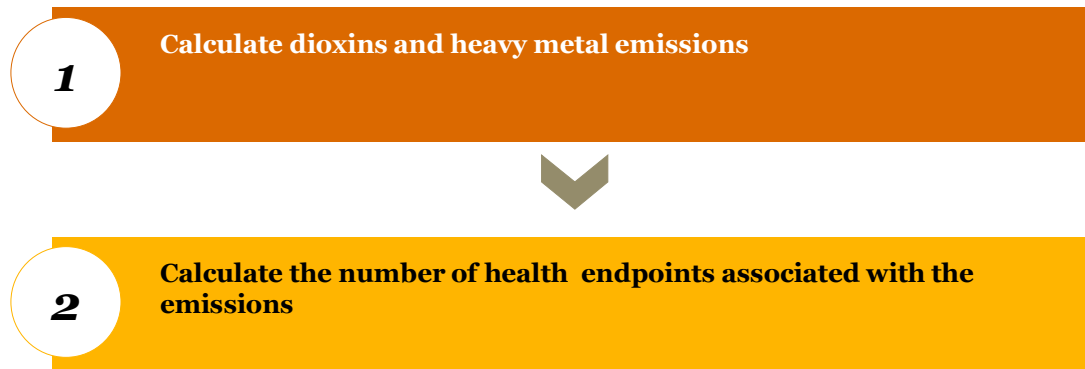 1
Calculate dioxins and heavy metal emissions
2
Calculate the number of health endpoints associated with the
emissions